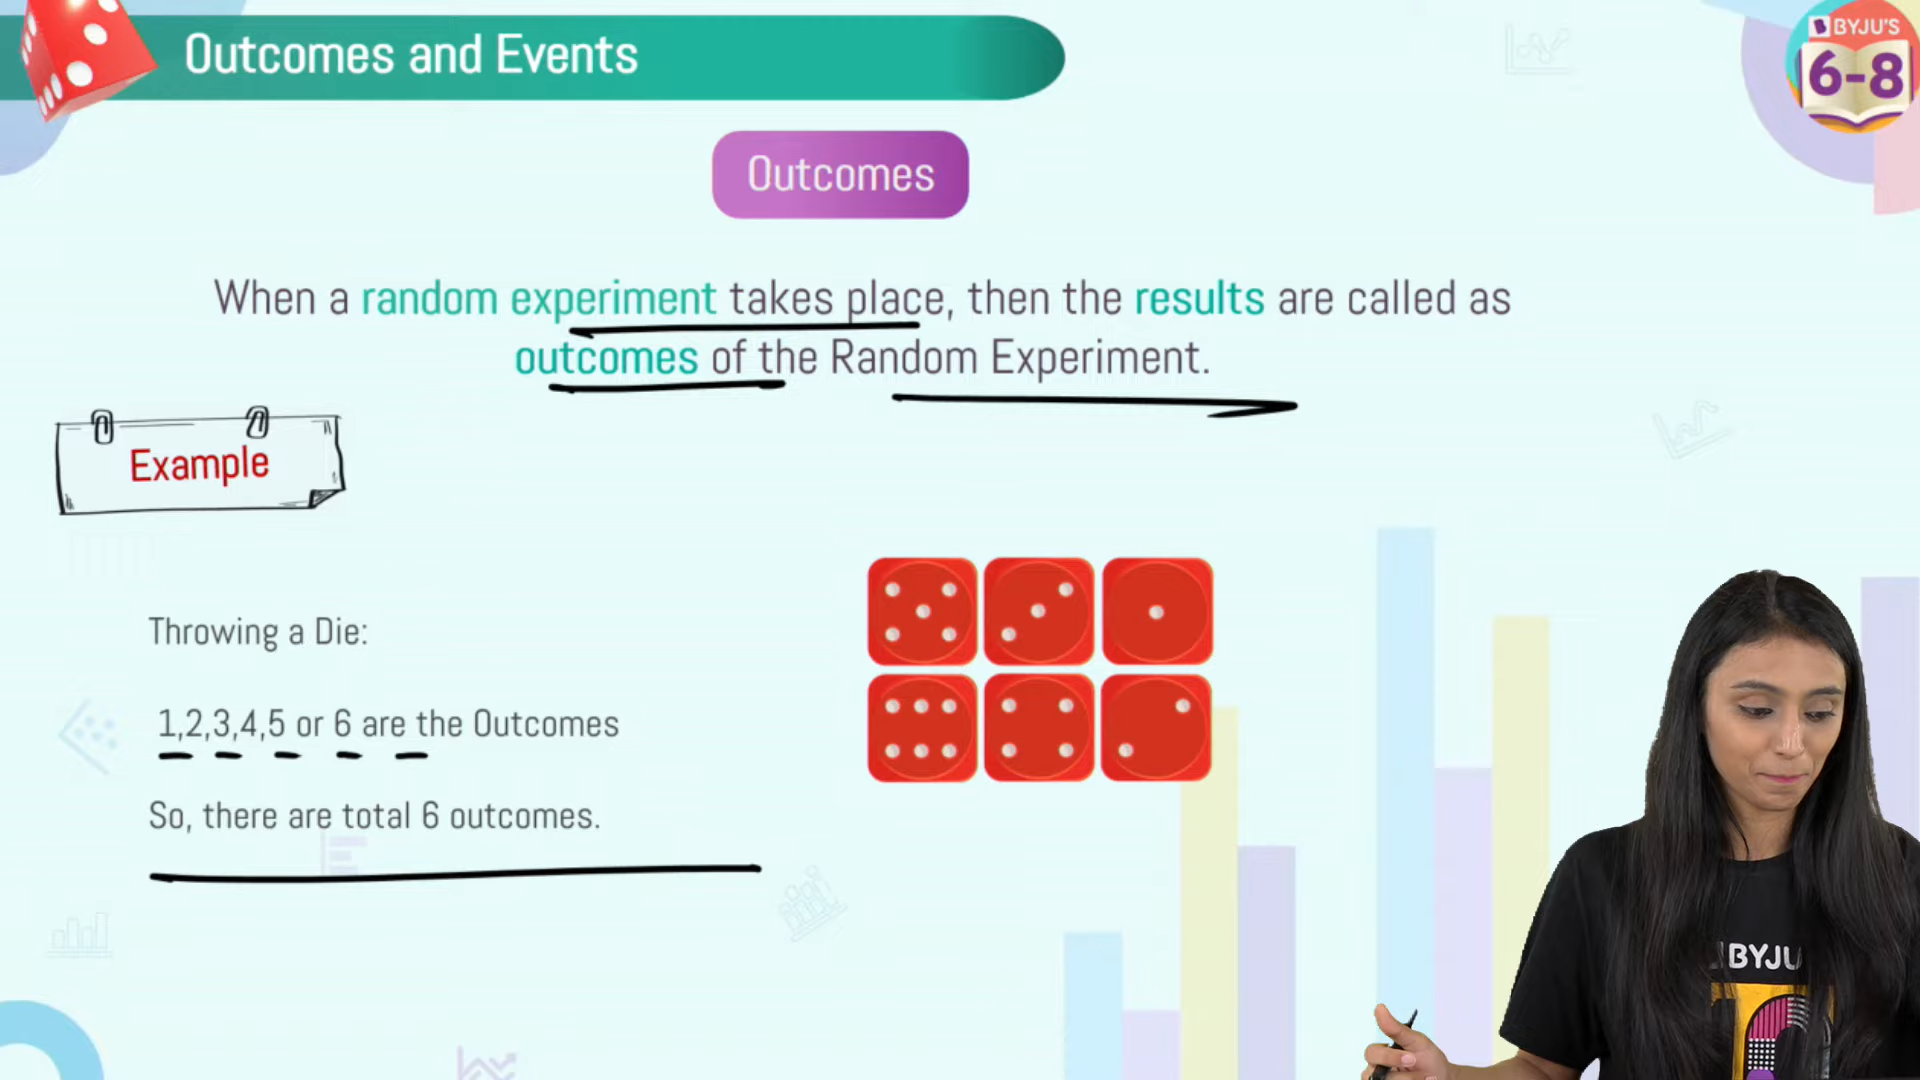 Outcomes and Events
BYJU'S
6-8
Outcomes
When a random experiment takes place, then the results are called as
outcomes of the Random Experiment.
Example
Throwing a Die:
1,2,3,4,5 or 6 are the Outcomes
So, there are total 6 outcomes.
BYJU